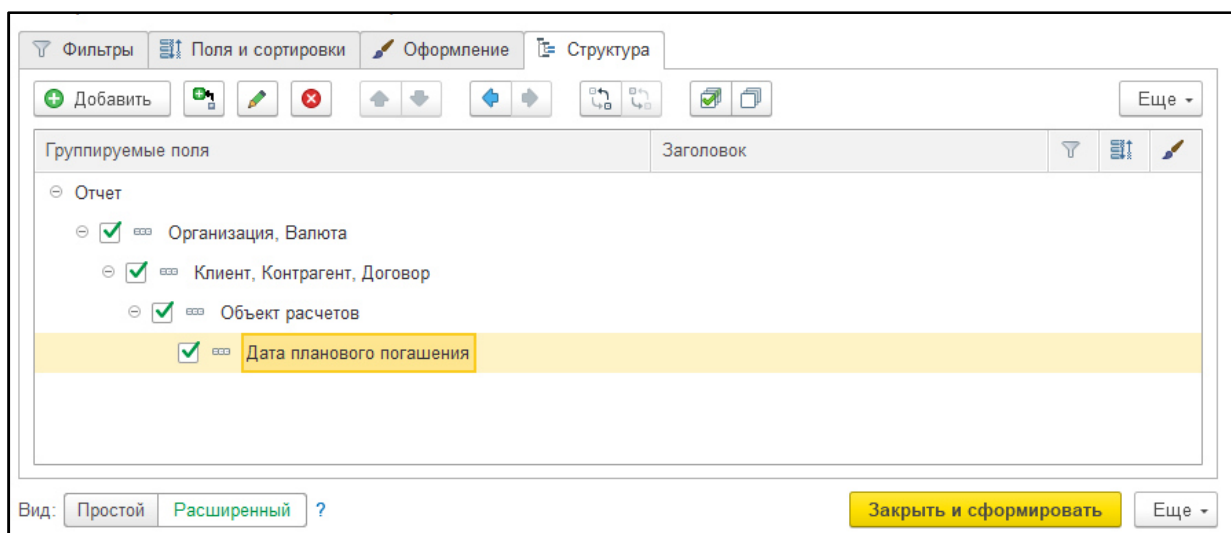 Фильтры Поля и сортировки Оформление Структура
Добавить Еще
Группируемые поля Заголовок
Отчет
Организация, Валюта
Клиент, Контрагент, Договор
Объект расчетов
Дата планового погашения
Вид: Простой Расширенный ? Закрыть и сформировать Еще